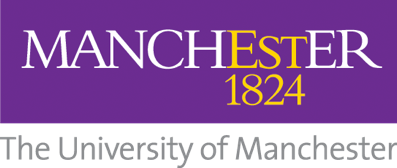 MANCHESTER
1824
The University of Manchester